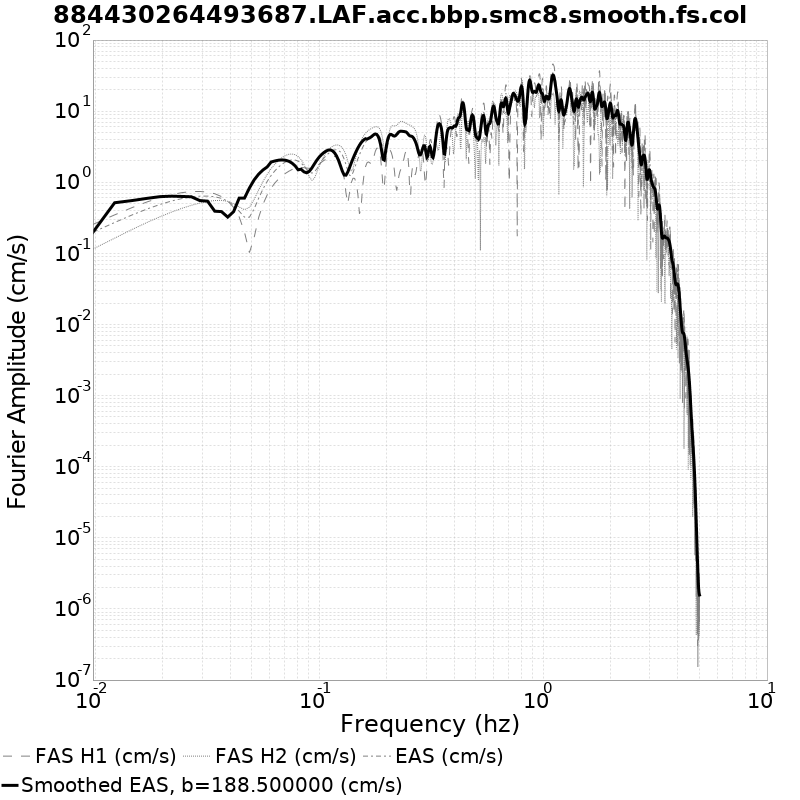 884430264493687.LAF.acc.bbp.smc8.smooth.fs.col
10^2
10^1
10^0
10^-1
10^-2
10^-3
10^-4
10^-5
10^-6
10^-7
Fourier Amplitude (cm/s)
10^-2 10^-1 10^0 10^1
Frequency (hz)
FAS H1 (cm/s) FAS H2 (cm/s) EAS (cm/s)
Smoothed EAS, b=188.500000 (cm/s)